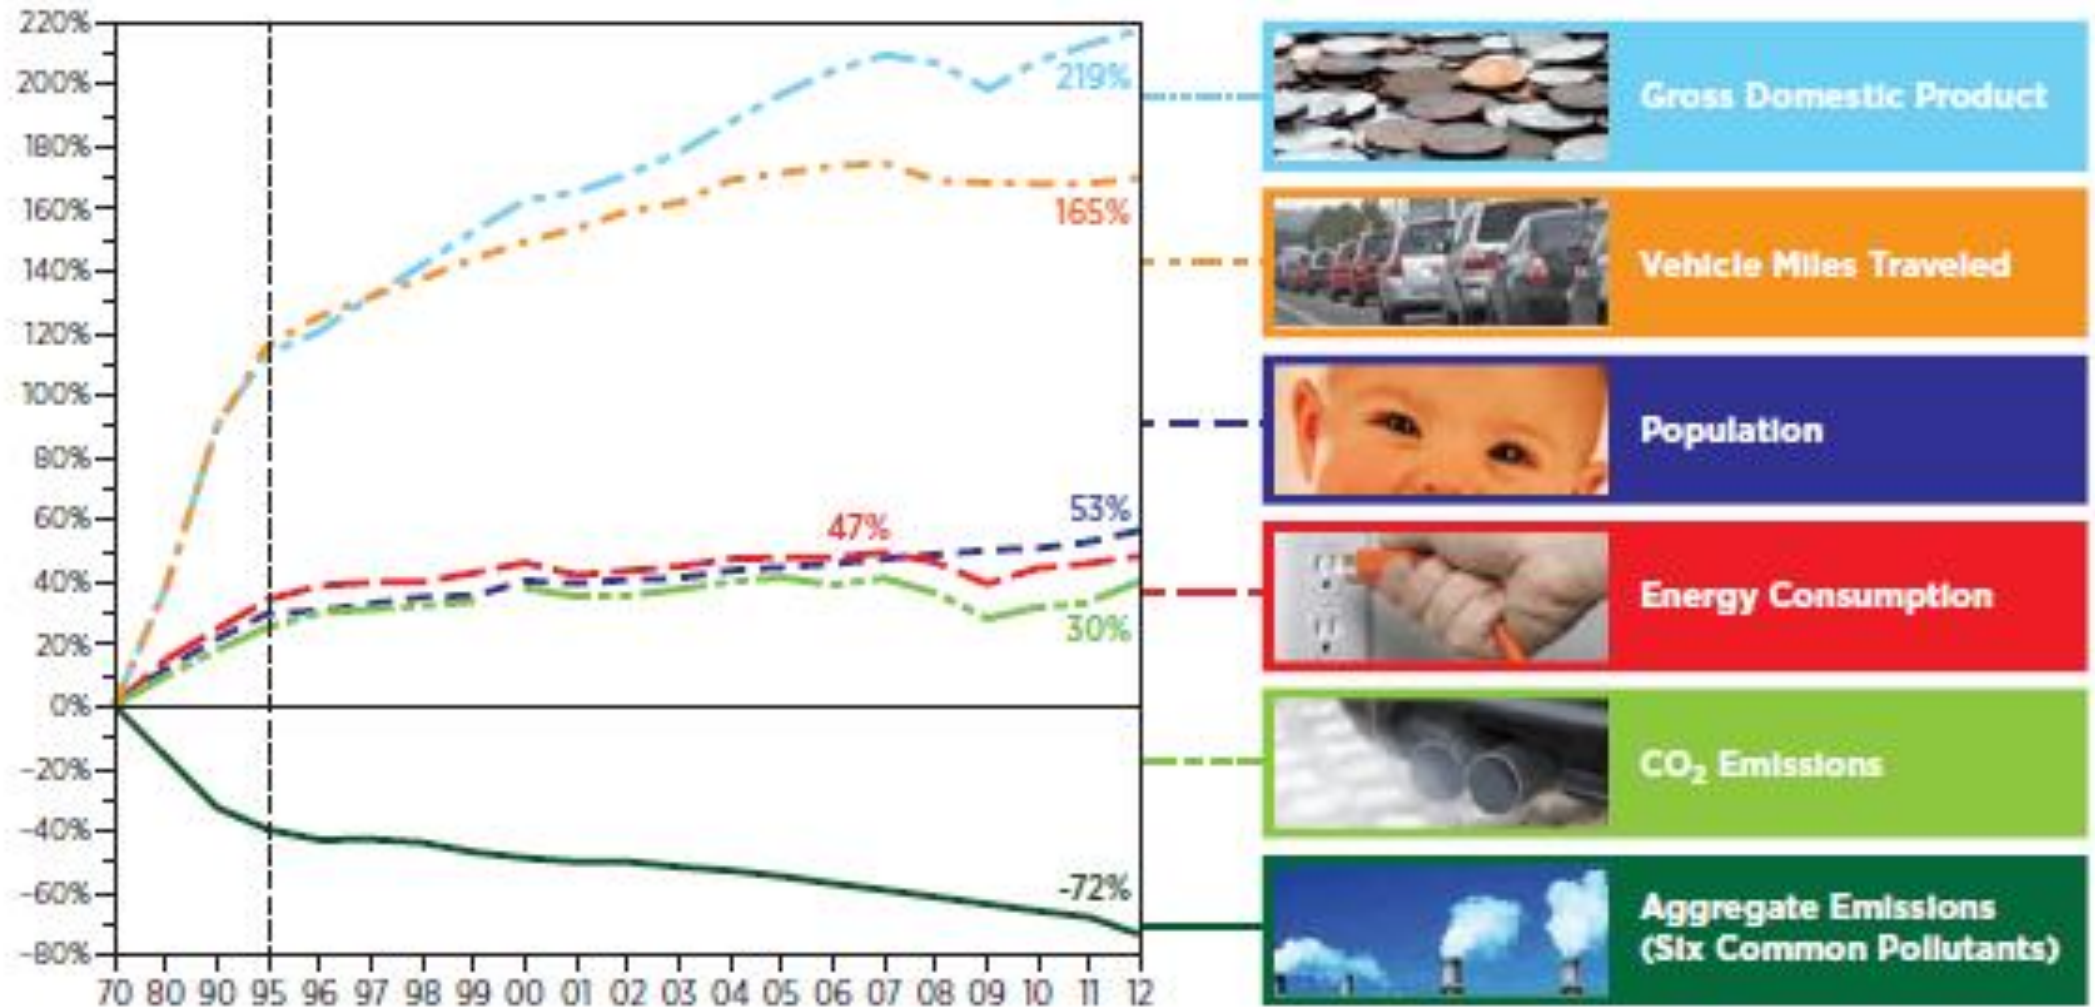 220%
200%
180%
160%
140%
120%
100%
80%
60%
40%
20%
0%
-20%
-40%
-60%
-80%
219%
165%
53%
47%
30%
-72%
70 80 90 95 96 97 98 99 00 01 02 03 04 05 06 07 08 09 10 11 12
Gross Domestic Product
Vehicle Miles Traveled
Population
Energy Consumption
CO₂ Emissions
Aggregate Emissions
(Six Common Pollutants)